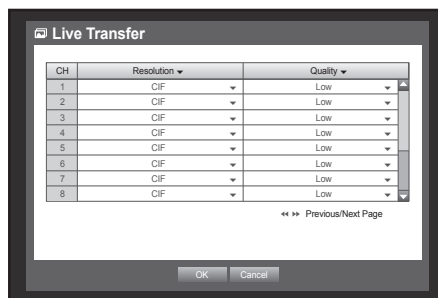 Live Transfer
CH Resolution Quality
1 CIF Low
2 CIF Low
3 CIF Low
4 CIF Low
5 CIF Low
6 CIF Low
7 CIF Low
8 CIF Low
Previous/Next Page
OK Cancel